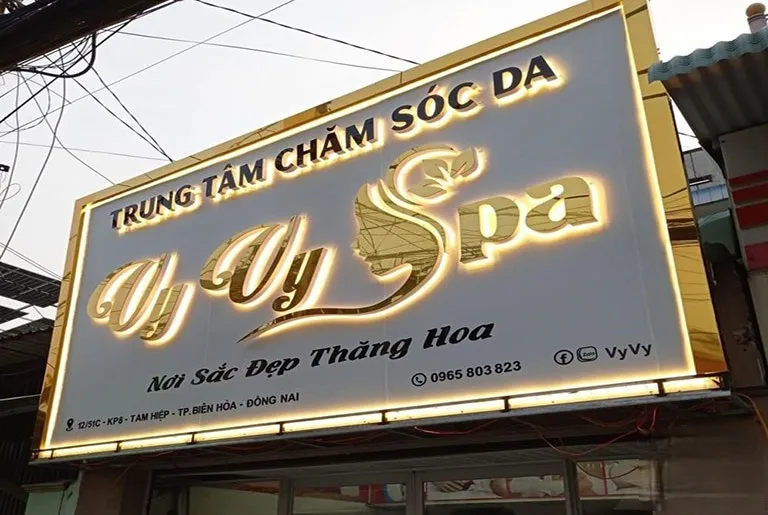 TRUNG TÂM CHĂM SÓC DA
Vy Vy Spa
Nơi Sắc Đẹp Thăng Hoa
12/51C - KP8 - TAM HIỆP - TP.BIÊN HÒA - ĐỒNG NAI
0965 803 823
f Zalo VyVy